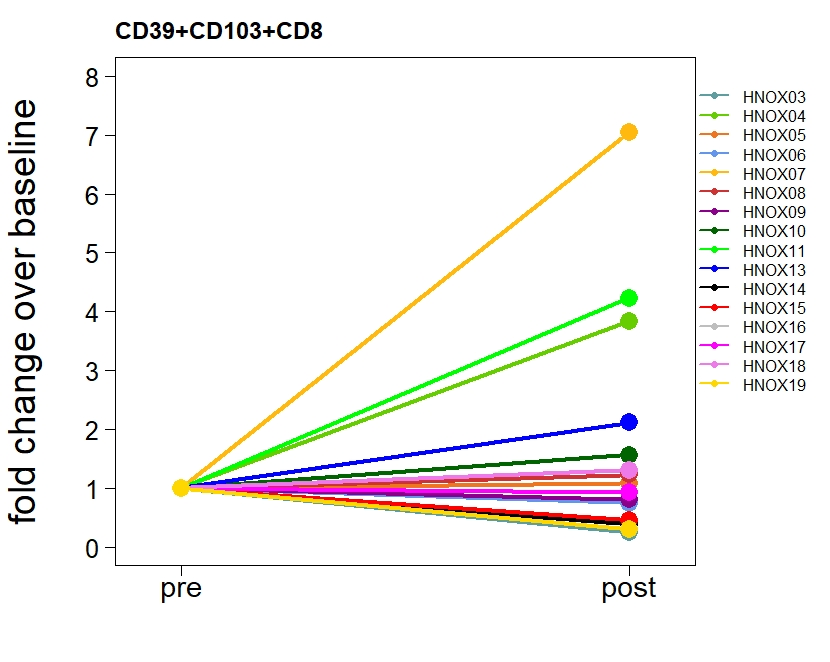 CD39+CD103+CD8
fold change over baseline
8
7
6
5
4
3
2
1
0
pre
post
HNOX03
HNOX04
HNOX05
HNOX06
HNOX07
HNOX08
HNOX09
HNOX10
HNOX11
HNOX13
HNOX14
HNOX15
HNOX16
HNOX17
HNOX18
HNOX19